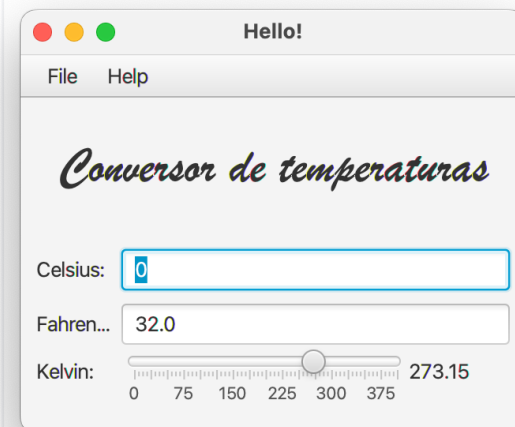 Hello!
File Help
Conversor de temperaturas
Celsius: 0
Fahren... 32.0
Kelvin: 273.15
0 75 150 225 300 375